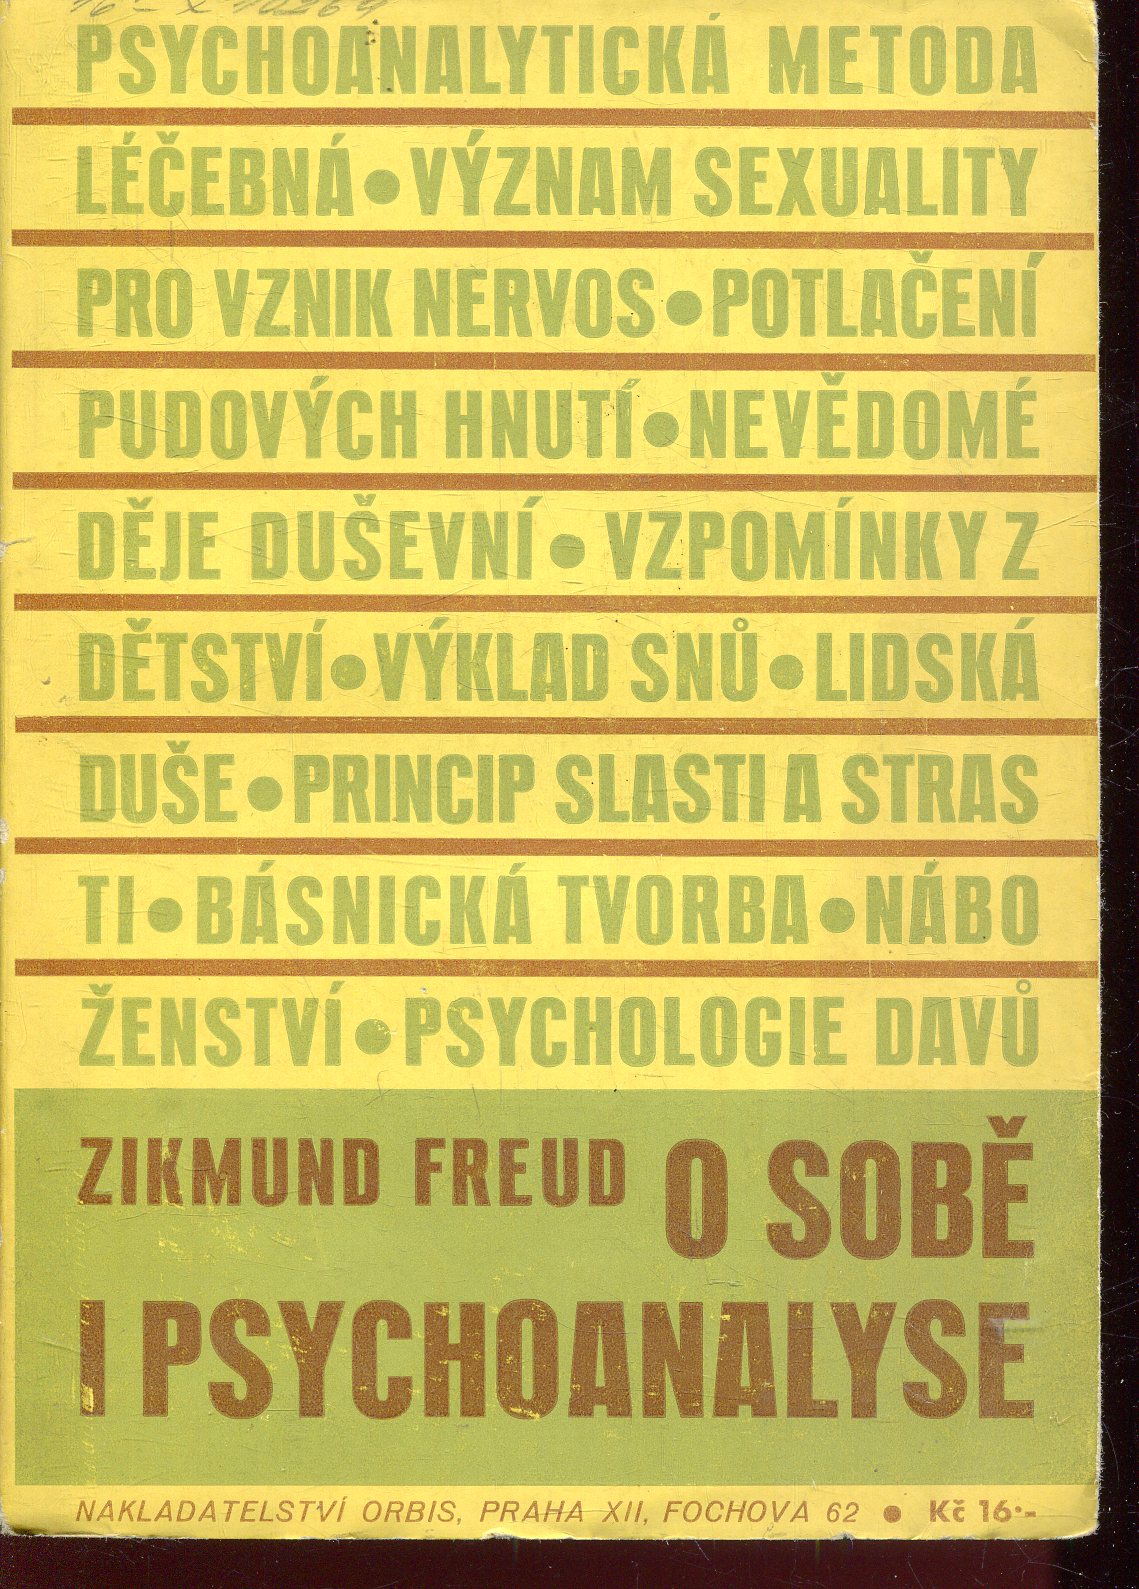 PSYCHOANALYTICKÁ METODA
LÉČEBNÁ • VÝZNAM SEXUALITY
PRO VZNIK NERVOS • POTLAČENÍ
PUDOVÝCH HNUTÍ • NEVĚDOMÉ
DĚJE DUŠEVNÍ • VZPOMÍNKY Z
DĚTSTVÍ • VÝKLAD SNŮ • LIDSKÁ
DUŠE • PRINCIP SLASTI A STRAS
TI • BÁSNICKÁ TVORBA • NÁBO
ŽENSTVÍ • PSYCHOLOGIE DAVŮ
ZIKMUND FREUD O SOBĚ
I PSYCHOANALYSE
NAKLADATELSTVÍ ORBIS, PRAHA XII, FOCHOVA 62 • Kč 16·-